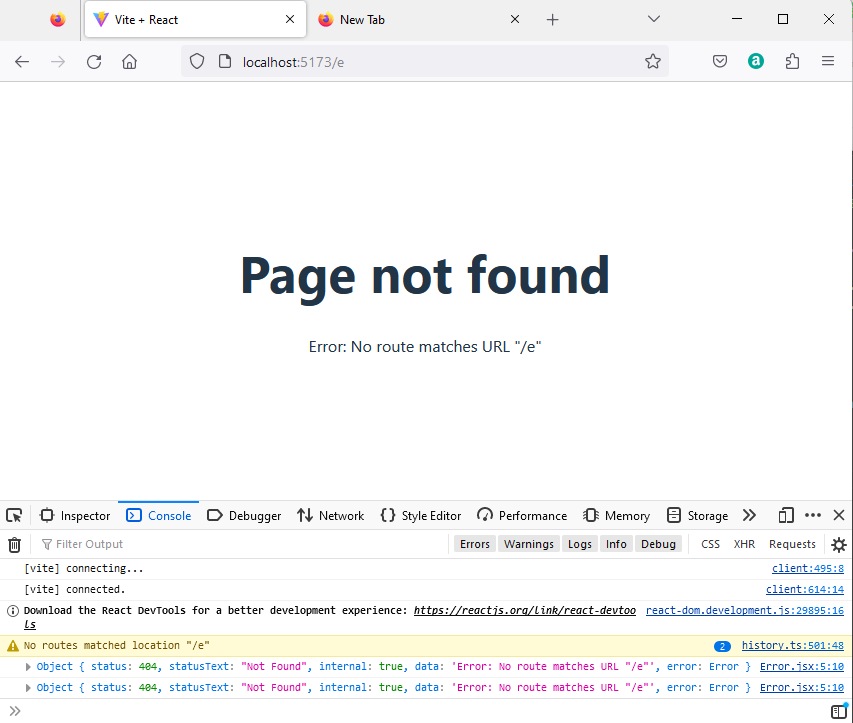 Vite + React
New Tab
localhost:5173/e
Page not found
Error: No route matches URL "/e"
Inspector Console Debugger Network Style Editor Performance Memory Storage
Filter Output Errors Warnings Logs Info Debug CSS XHR Requests
[vite] connecting... client:495:8
[vite] connected. client:614:14
Download the React DevTools for a better development experience: https://reactjs.org/link/react-devtoo react-dom.development.js:29895:16
ls
No routes matched location "/e" 2 history.ts:501:48
Object { status: 404, statusText: "Not Found", internal: true, data: 'Error: No route matches URL "/e"', error: Error } Error.jsx:5:10
Object { status: 404, statusText: "Not Found", internal: true, data: 'Error: No route matches URL "/e"', error: Error } Error.jsx:5:10